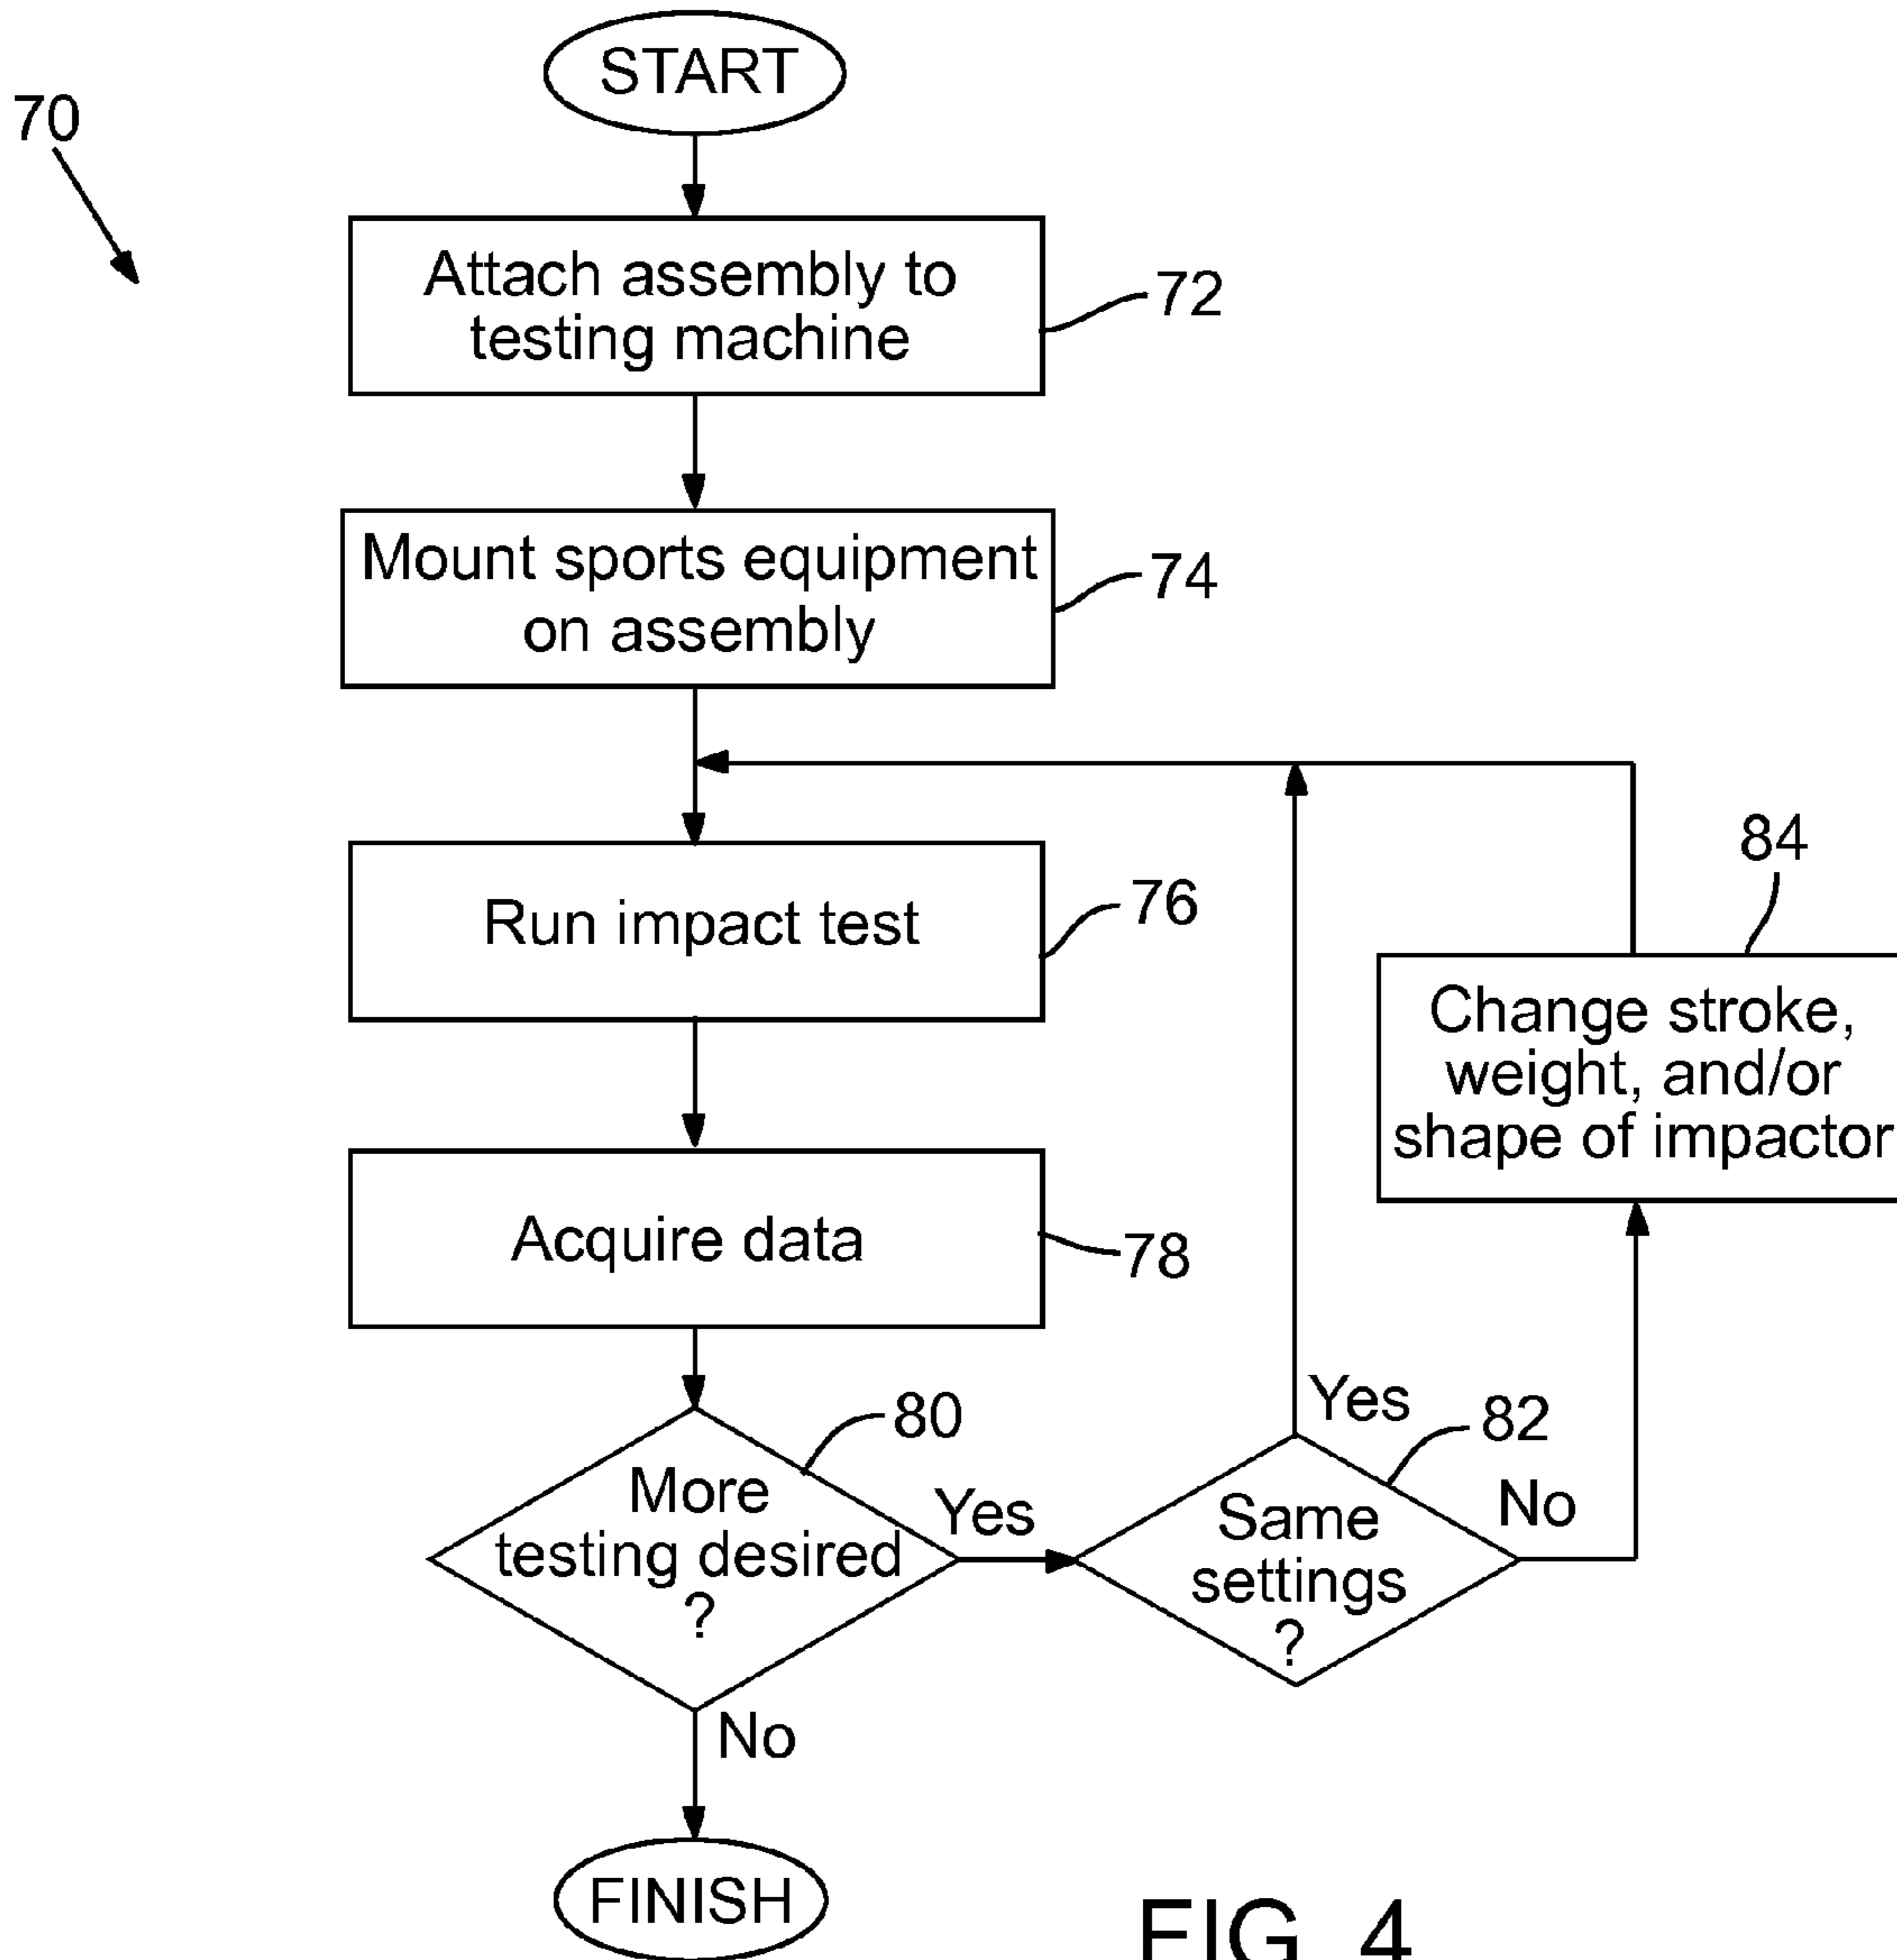 START
70
Attach assembly to
testing machine
72
Mount sports equipment
on assembly
74
Run impact test
76
84
Change stroke,
weight, and/or
shape of impactor
Acquire data
78
80
More
testing desired
?
Yes
Yes
82
Same
settings
?
No
No
FINISH
FIG. 4